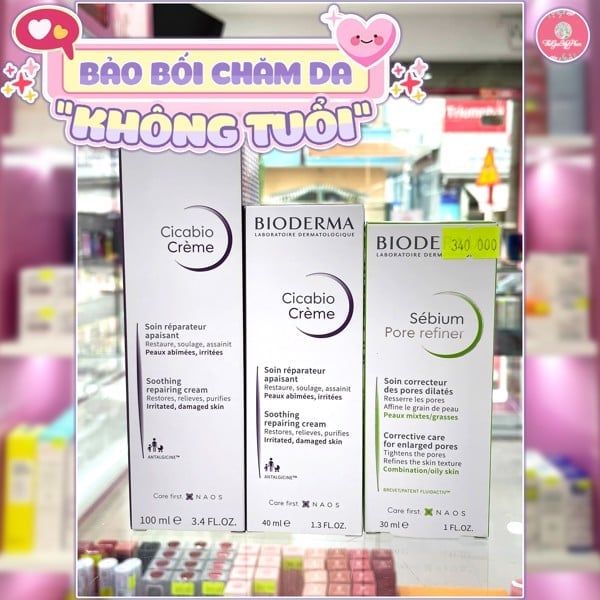 BẢO BỐI CHĂM DA
"KHÔNG TUỔI"
Cicabio
Crème
Soin réparateur
apaisant
Restaure, soulage, assainit
Peaux abimées, irritées
Soothing
repairing cream
Restores, relieves, purifies
Irritated, damaged skin
ANTALGICINE™
Care first. NAOS
100 ml e 3.4 FL.OZ.
BIODERMA
LABORATOIRE DERMATOLOGIQUE
Cicabio
Crème
Soin réparateur
apaisant
Restaure, soulage, assainit
Peaux abimées, irritées
Soothing
repairing cream
Restores, relieves, purifies
Irritated, damaged skin
ANTALGICINE™
Care first. NAOS
40 ml e 1.3 FL.OZ.
340 000
LABORATOIRE
Sébium
Pore refiner
Soin correcteur
des pores dilatés
Resserre les pores
Affine le grain de peau
Peaux mixtes/grasses
Corrective care
for enlarged pores
Tightens the pores
Refines the skin texture
Combination/oily skin
BREVET/PATENT FLUIDACTIV™
Care first. NAOS
30 ml e 1 FL.OZ.